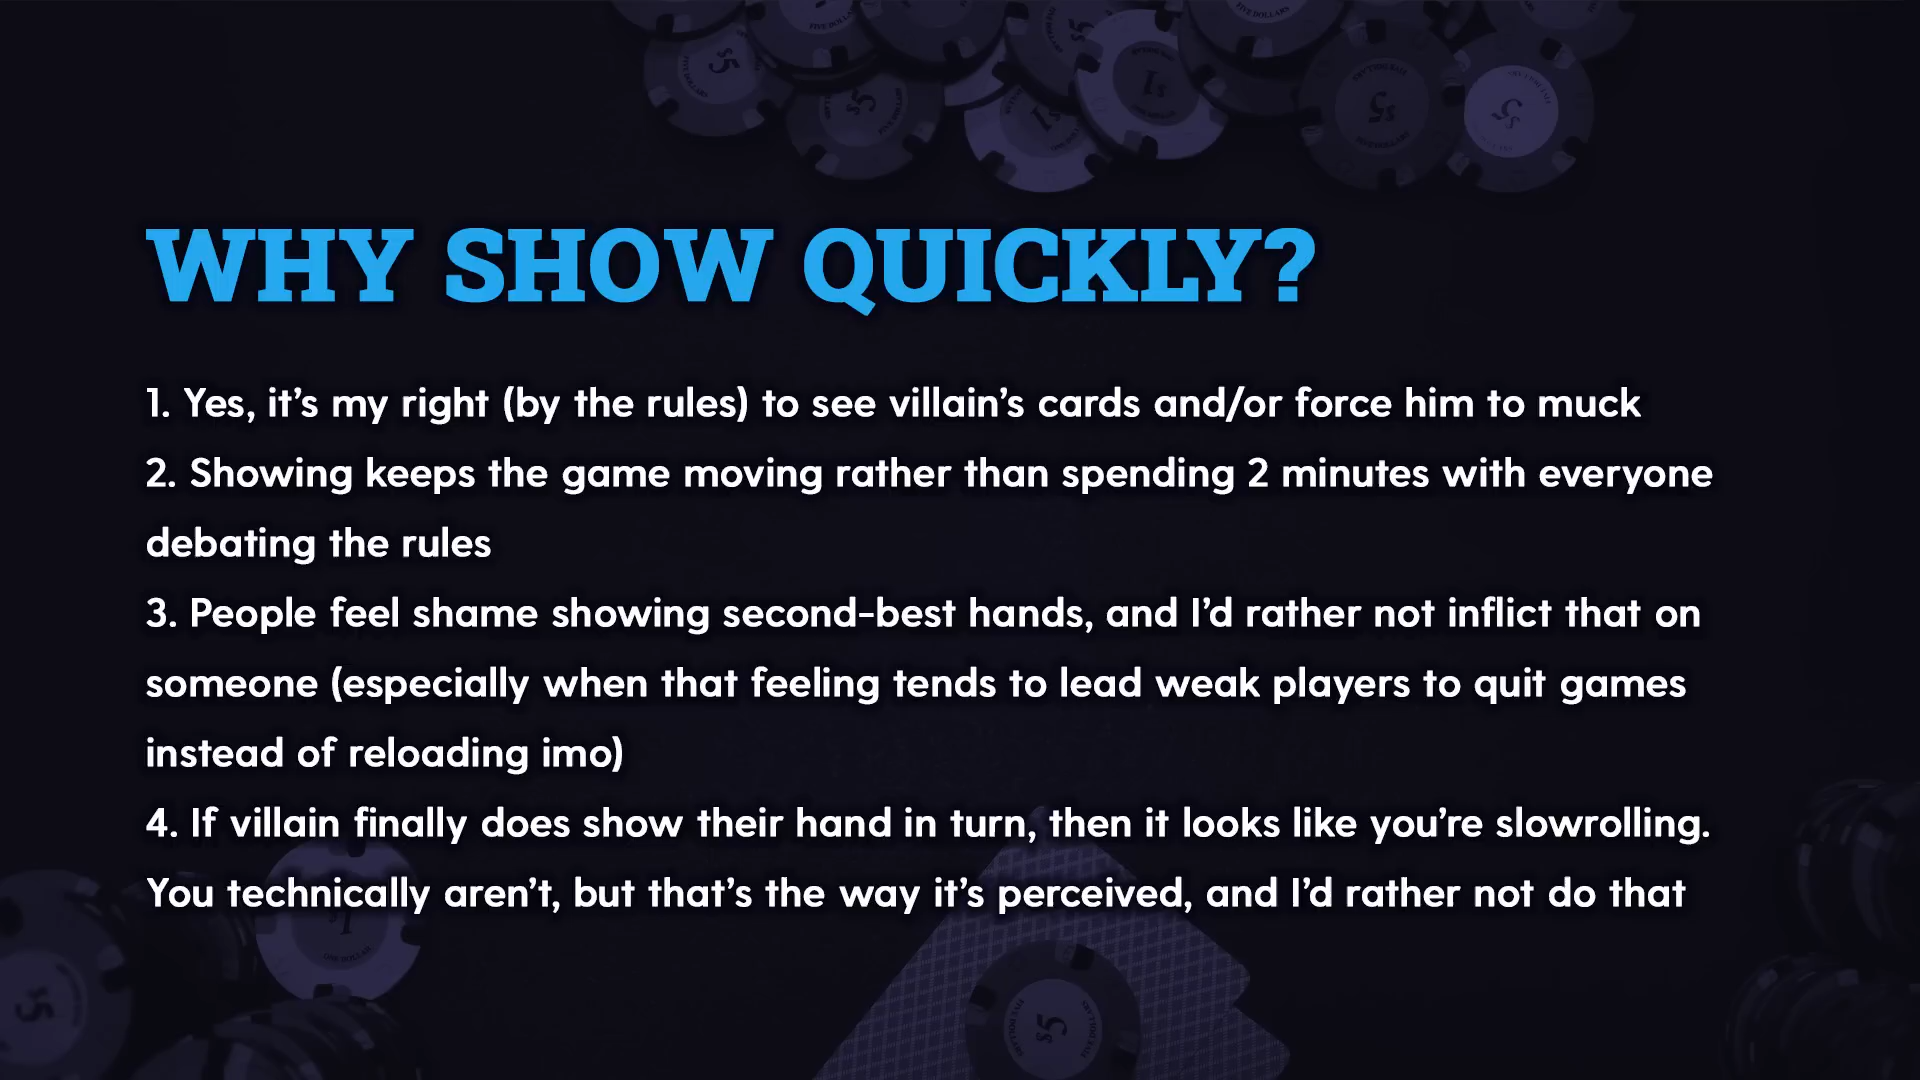 WHY SHOW QUICKLY?
1. Yes, it’s my right (by the rules) to see villain’s cards and/or force him to muck
2. Showing keeps the game moving rather than spending 2 minutes with everyone
debating the rules
3. People feel shame showing second-best hands, and I’d rather not inflict that on
someone (especially when that feeling tends to lead weak players to quit games
instead of reloading imo)
4. If villain finally does show their hand in turn, then it looks like you’re slowrolling.
You technically aren’t, but that’s the way it’s perceived, and I’d rather not do that